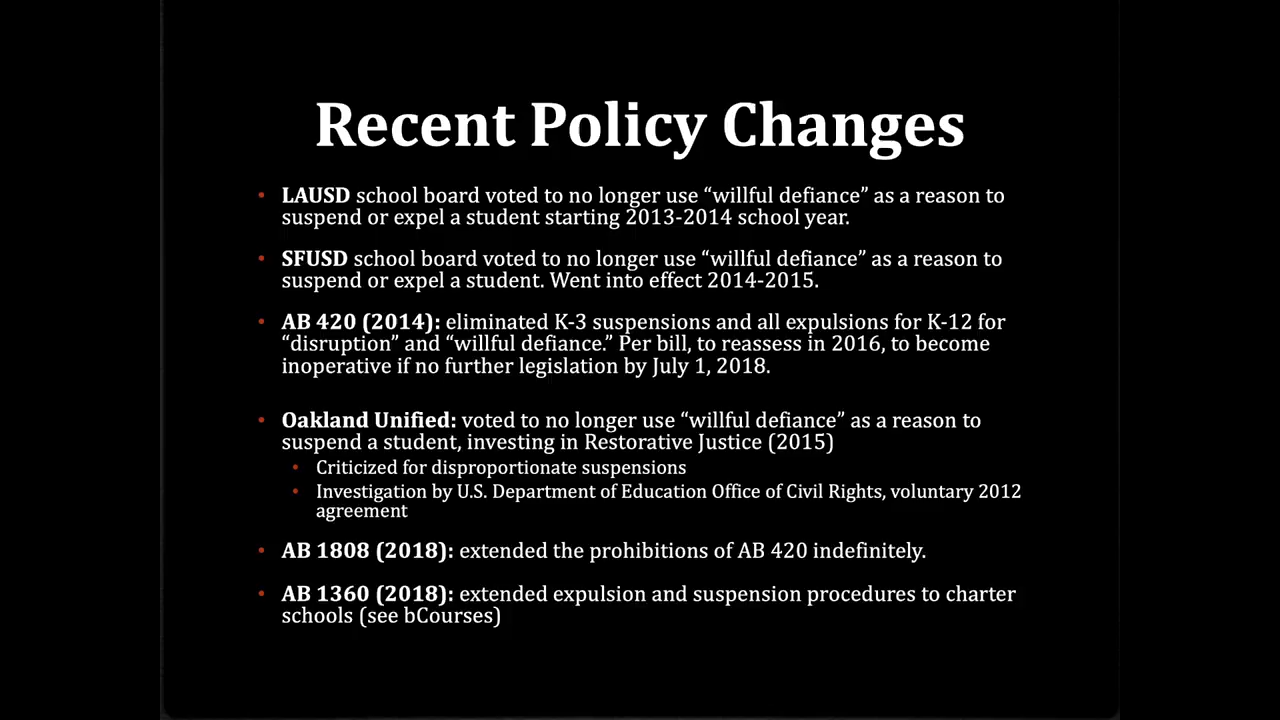 Recent Policy Changes
• LAUSD school board voted to no longer use “willful defiance” as a reason to
suspend or expel a student starting 2013-2014 school year.
• SFUSD school board voted to no longer use “willful defiance” as a reason to
suspend or expel a student. Went into effect 2014-2015.
• AB 420 (2014): eliminated K-3 suspensions and all expulsions for K-12 for
“disruption” and “willful defiance.” Per bill, to reassess in 2016, to become
inoperative if no further legislation by July 1, 2018.
• Oakland Unified: voted to no longer use “willful defiance” as a reason to
suspend a student, investing in Restorative Justice (2015)
• Criticized for disproportionate suspensions
• Investigation by U.S. Department of Education Office of Civil Rights, voluntary 2012
agreement
• AB 1808 (2018): extended the prohibitions of AB 420 indefinitely.
• AB 1360 (2018): extended expulsion and suspension procedures to charter
schools (see bCourses)